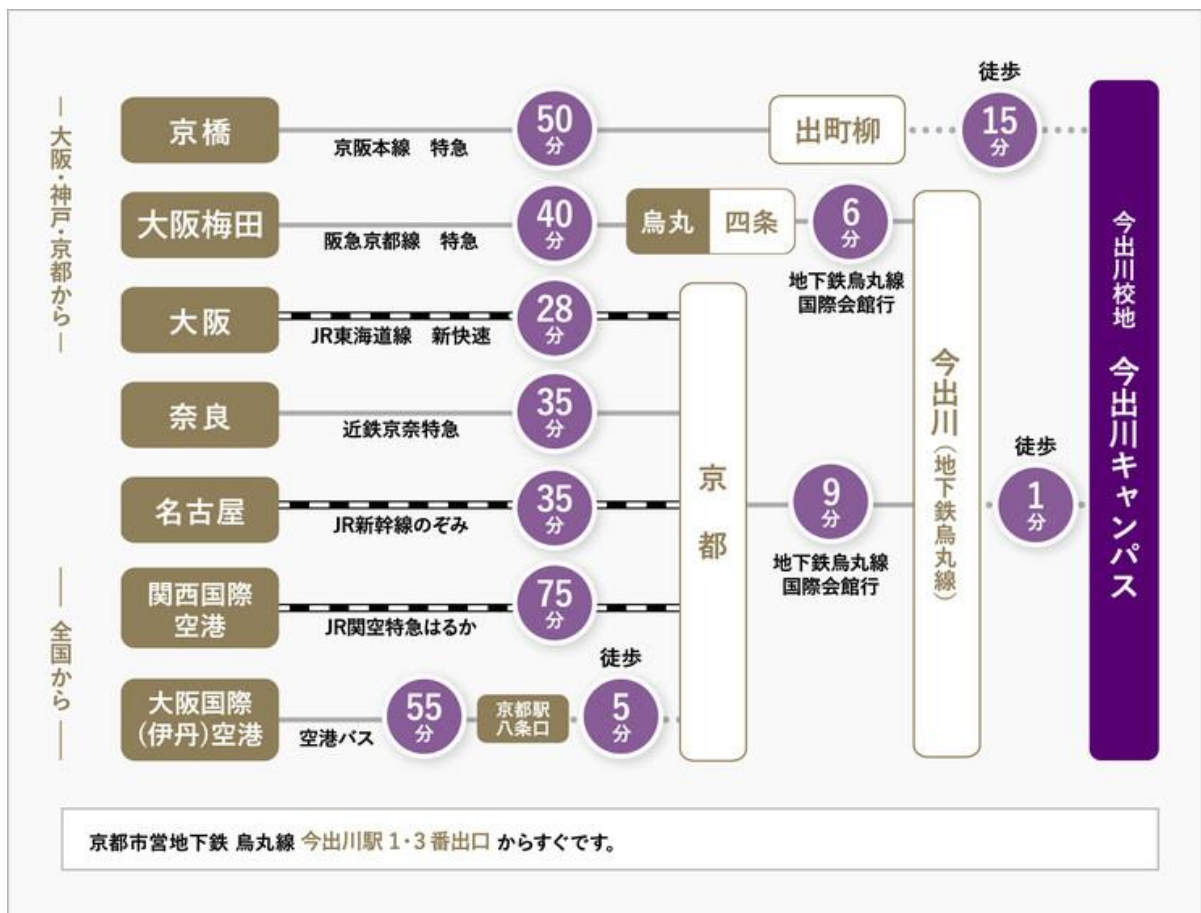 ― 大阪・神戸・京都から ―
京橋
京阪本線 特急
50分
出町柳
徒歩
15分
大阪梅田
阪急京都線 特急
40分
烏丸
四条
6分
地下鉄烏丸線
国際会館行
大阪
JR東海道線 新快速
28分
奈良
近鉄京奈特急
35分
名古屋
JR新幹線のぞみ
35分
― 全国から ―
関西国際
空港
JR関空特急はるか
75分
大阪国際
(伊丹)空港
空港バス
55分
京都駅
八条口
徒歩
5分
京都
9分
地下鉄烏丸線
国際会館行
今出川(地下鉄烏丸線)
徒歩
1分
今出川校地 今出川キャンパス
京都市営地下鉄 烏丸線 今出川駅 1・3 番出口 からすぐです。